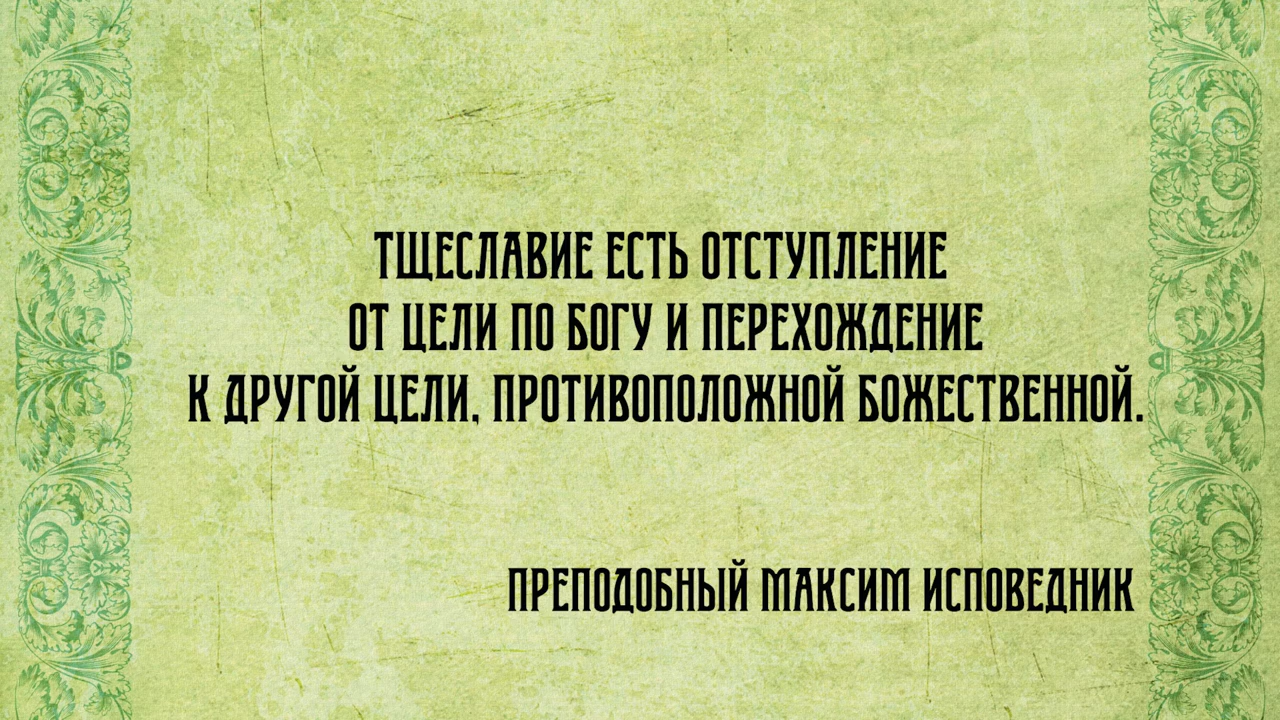 ТЩЕСЛАВИЕ ЕСТЬ ОТСТУПЛЕНИЕ
ОТ ЦЕЛИ ПО БОГУ И ПЕРЕХОЖДЕНИЕ
К ДРУГОЙ ЦЕЛИ, ПРОТИВОПОЛОЖНОЙ БОЖЕСТВЕННОЙ.
ПРЕПОДОБНЫЙ МАКСИМ ИСПОВЕДНИК